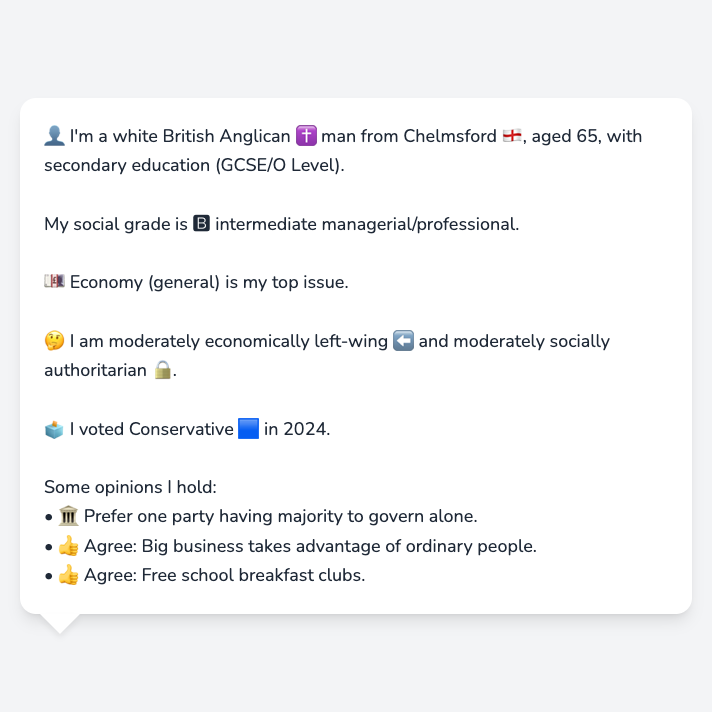 👤 I'm a white British Anglican ✝️ man from Chelmsford 🏴󠁧󠁢󠁥󠁮󠁧󠁿, aged 65, with
secondary education (GCSE/O Level).
My social grade is 🅱 intermediate managerial/professional.
💷 Economy (general) is my top issue.
🤔 I am moderately economically left-wing ⬅️ and moderately socially
authoritarian 🔒.
🗳️ I voted Conservative 🟦 in 2024.
Some opinions I hold:
• 🏛️ Prefer one party having majority to govern alone.
• 👍 Agree: Big business takes advantage of ordinary people.
• 👍 Agree: Free school breakfast clubs.